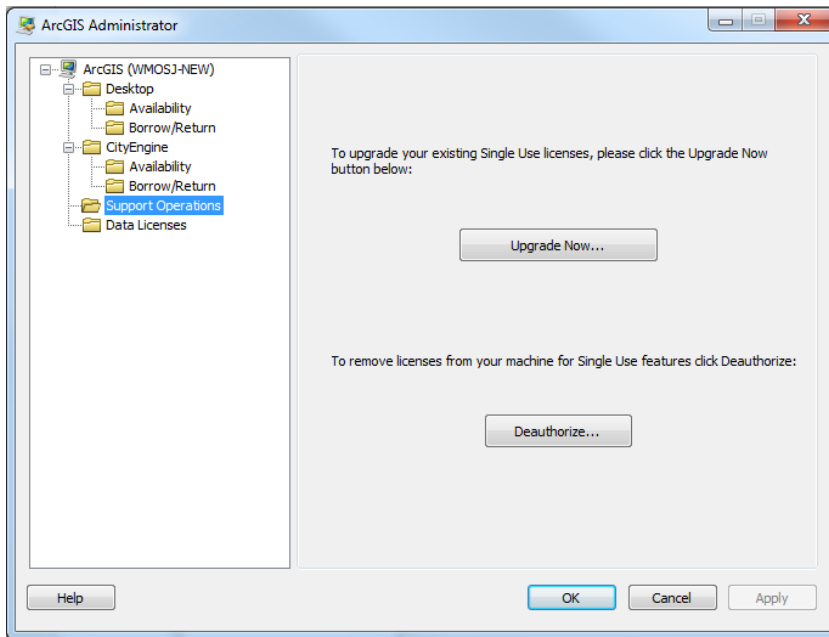 ArcGIS Administrator
ArcGIS (WMOSJ-NEW)
Desktop
Availability
Borrow/Return
CityEngine
Availability
Borrow/Return
Support Operations
Data Licenses
To upgrade your existing Single Use licenses, please click the Upgrade Now
button below:
Upgrade Now...
To remove licenses from your machine for Single Use features click Deauthorize:
Deauthorize...
Help
OK
Cancel
Apply